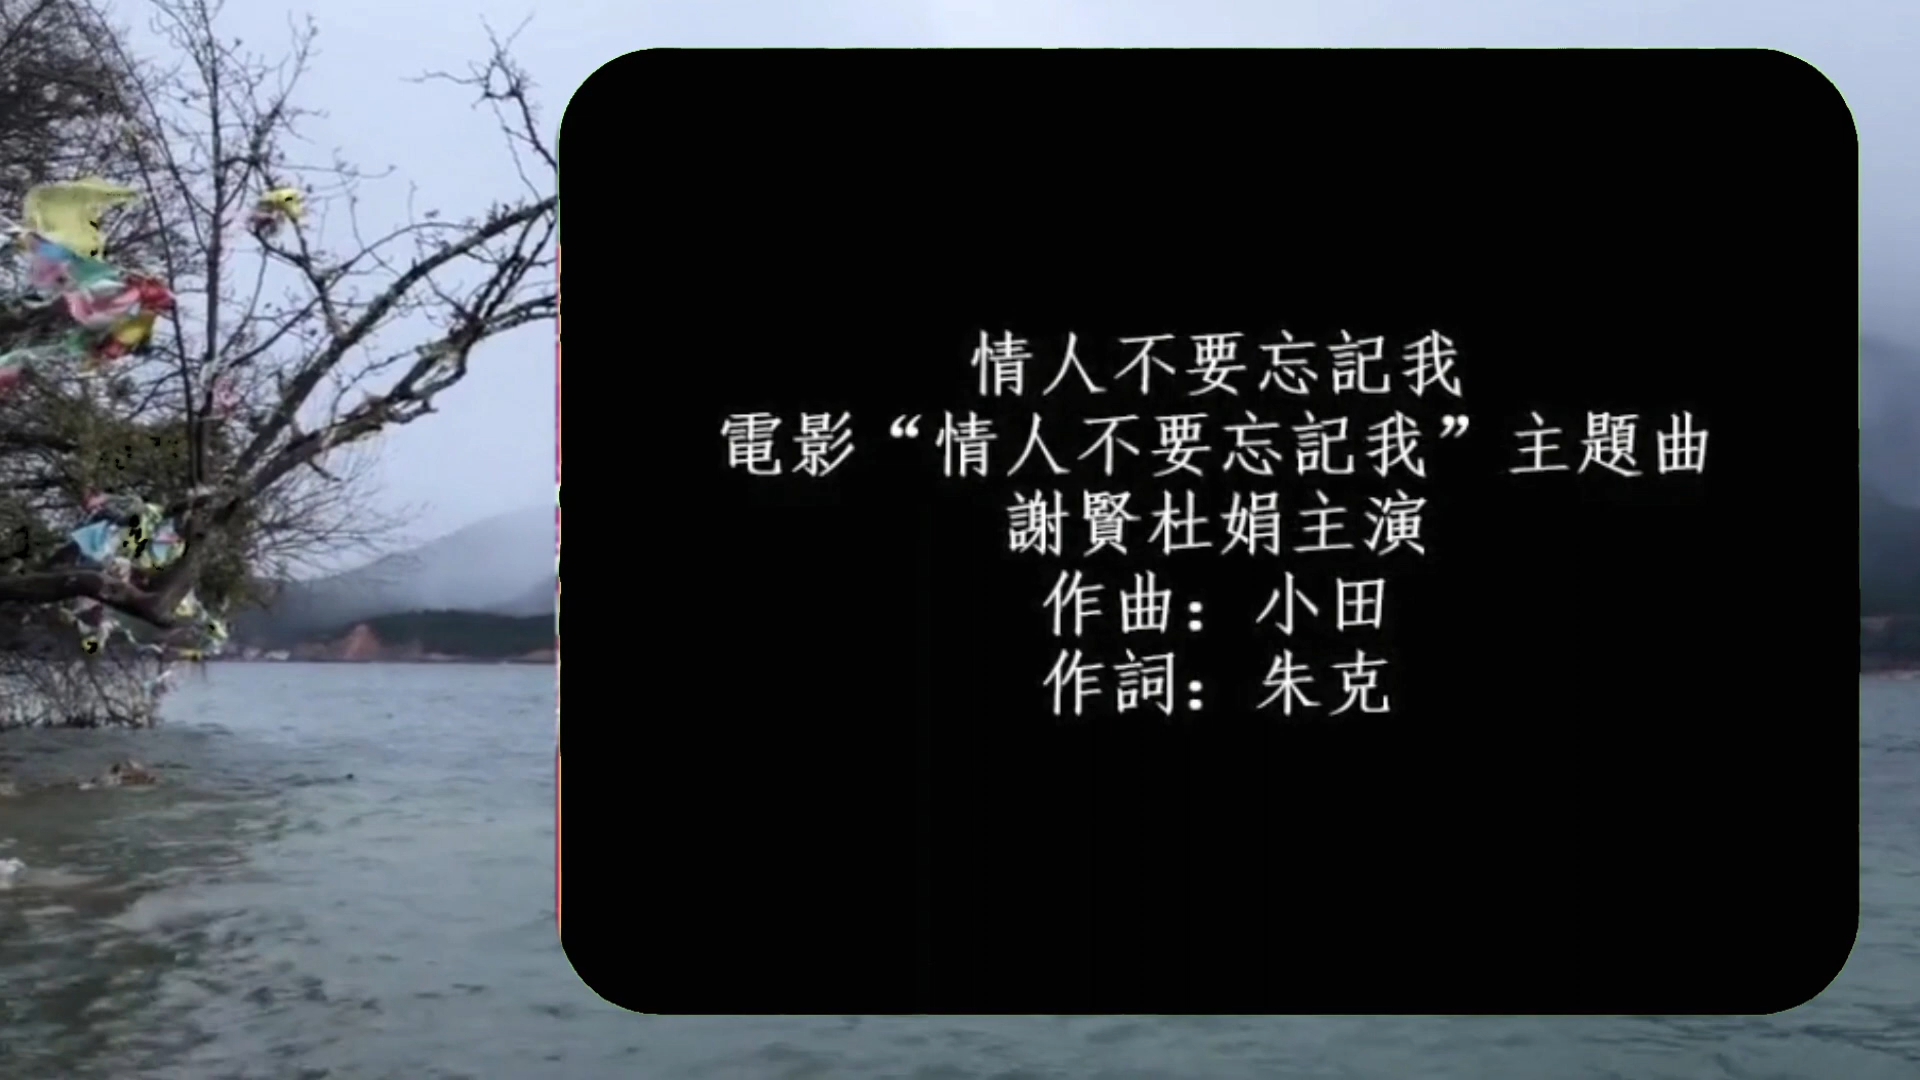 情人不要忘記我
電影“情人不要忘記我”主題曲
謝賢杜娟主演
作曲：小田
作詞：朱克